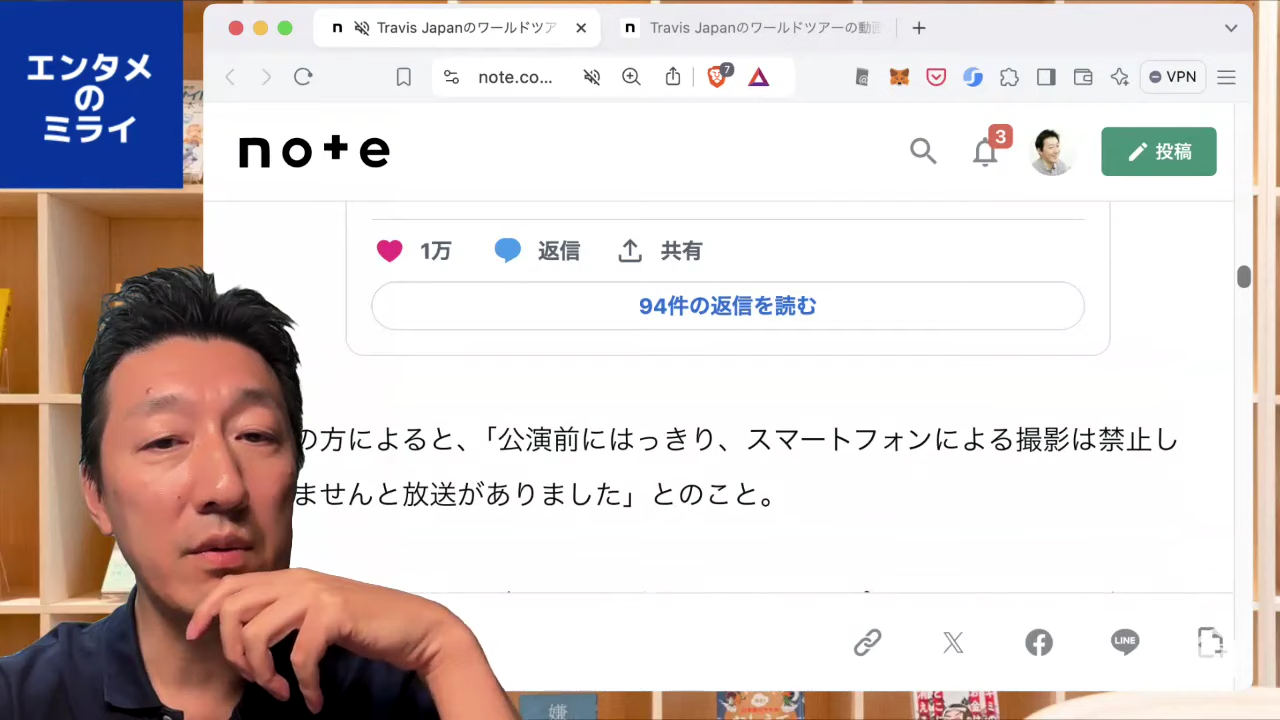 エンタメ
の
ミライ
n Travis Japanのワールドツア
n Travis Japanのワールドツアーの動画
note.co...
7
VPN
note
3
投稿
1万 返信 共有
94件の返信を読む
の方によると、「公演前にはっきり、スマートフォンによる撮影は禁止し
ませんと放送がありました」とのこと。
LINE
嫌